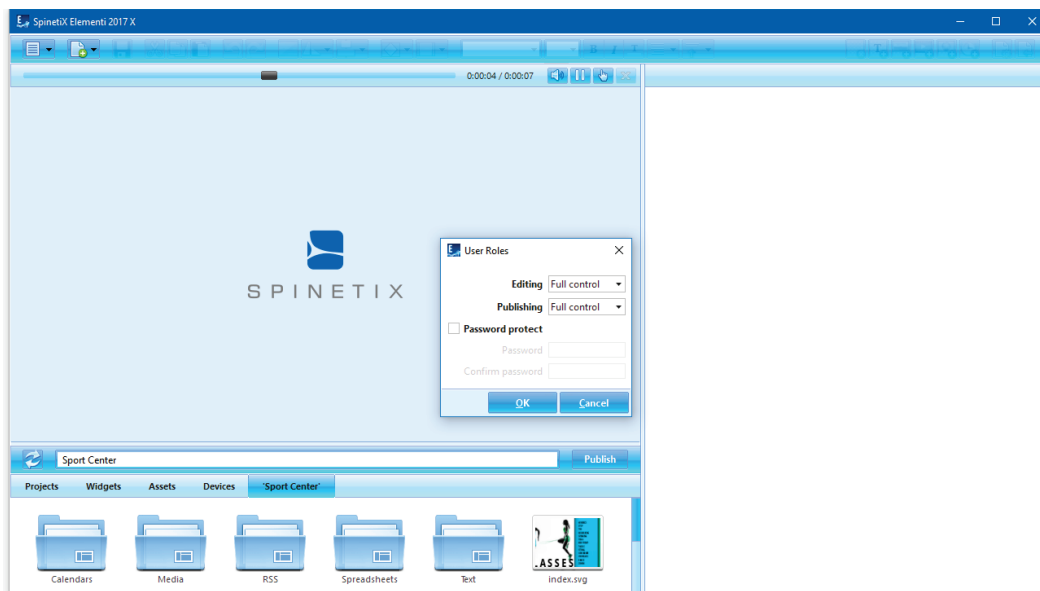 SpinetiX Elementi 2017 X
B I T
0:00:04 / 0:00:07
SPINETIX
User Roles
Editing Full control
Publishing Full control
Password protect
Password
Confirm password
OK Cancel
Sport Center Publish
Projects Widgets Assets Devices 'Sport Center'
.ASSES
Calendars Media RSS Spreadsheets Text index.svg